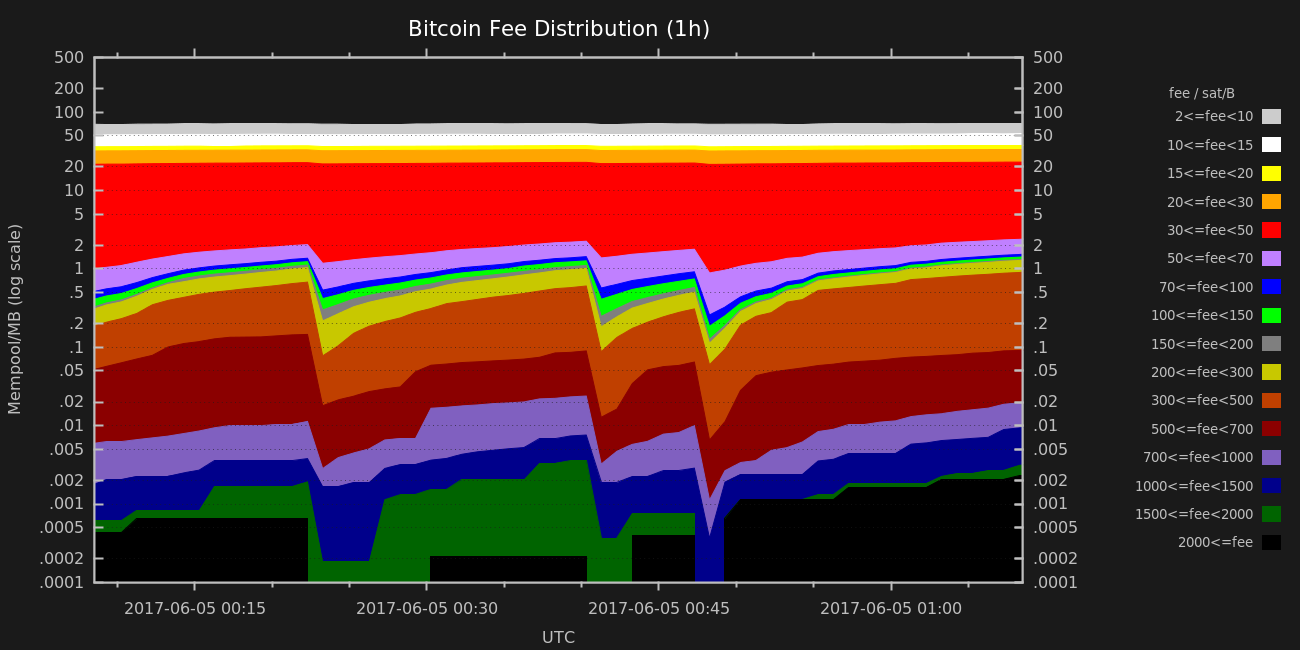 Bitcoin Fee Distribution (1h)
Mempool/MB (log scale)
500
200
100
50
20
10
5
2
1
.5
.2
.1
.05
.02
.01
.005
.002
.001
.0005
.0002
.0001
500
200
100
50
20
10
5
2
1
.5
.2
.1
.05
.02
.01
.005
.002
.001
.0005
.0002
.0001
2017-06-05 00:15
2017-06-05 00:30
2017-06-05 00:45
2017-06-05 01:00
UTC
fee / sat/B
2<=fee<10
10<=fee<15
15<=fee<20
20<=fee<30
30<=fee<50
50<=fee<70
70<=fee<100
100<=fee<150
150<=fee<200
200<=fee<300
300<=fee<500
500<=fee<700
700<=fee<1000
1000<=fee<1500
1500<=fee<2000
2000<=fee